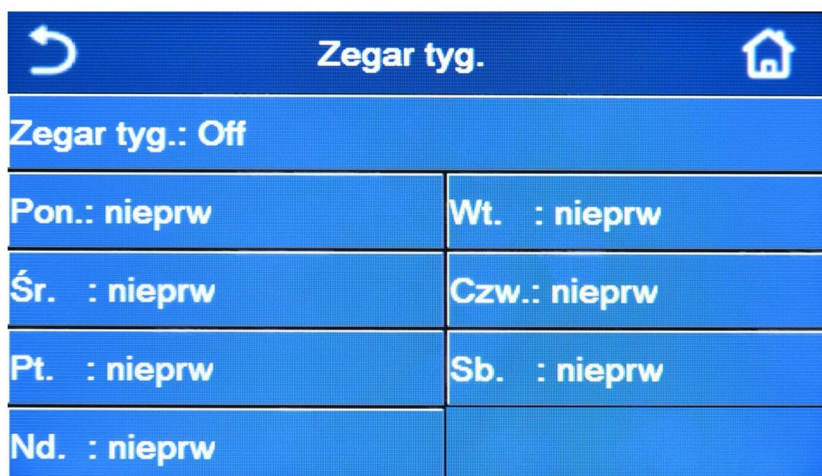 Zegar tyg.
Zegar tyg.: Off
Pon.: nieprw
Wt. : nieprw
Śr. : nieprw
Czw.: nieprw
Pt. : nieprw
Sb. : nieprw
Nd. : nieprw